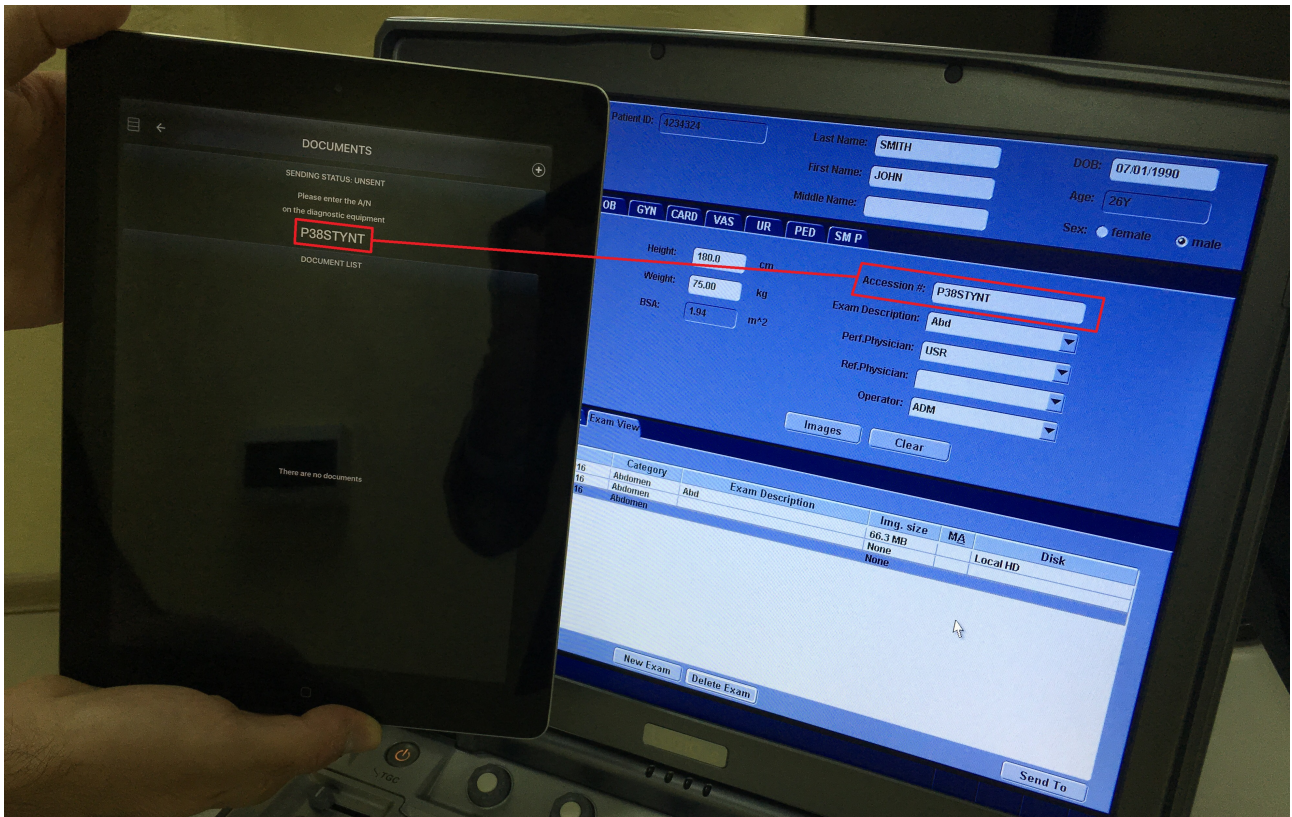 DOCUMENTS
SENDING STATUS: UNSENT
Please enter the A/N
on the diagnostic equipment
P38STYNT
DOCUMENT LIST
There are no documents
Patient ID: 4234324
Last Name: SMITH
First Name: JOHN
Middle Name:
DOB: 07/01/1990
Age: 26Y
Sex: female male
OB GYN CARD VAS UR PED SM P
Height: 180.0 cm
Weight: 75.00 kg
BSA: 1.94 m^2
Accession #: P38STYNT
Exam Description: Abd
Perf.Physician: USR
Ref.Physician:
Operator: ADM
Images Clear
Exam View
Category Exam Description Img. size MA Disk
16 Abdomen Abd 66.3 MB Local HD
16 Abdomen None
16 Abdomen None
New Exam Delete Exam
Send To
TGC